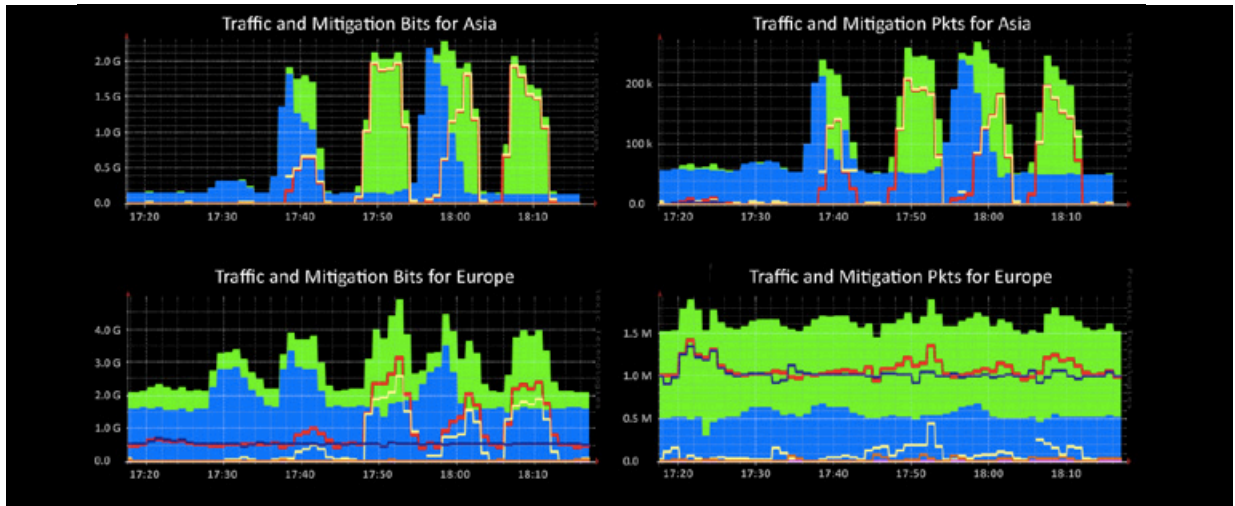 Traffic and Mitigation Bits for Asia
2.0 G
1.5 G
1.0 G
0.5 G
0.0
17:20 17:30 17:40 17:50 18:00 18:10
Traffic and Mitigation Pkts for Asia
200 k
100 k
0.0
17:20 17:30 17:40 17:50 18:00 18:10
Traffic and Mitigation Bits for Europe
4.0 G
3.0 G
2.0 G
1.0 G
0.0
17:20 17:30 17:40 17:50 18:00 18:10
Traffic and Mitigation Pkts for Europe
1.5 M
1.0 M
0.5 M
0.0
17:20 17:30 17:40 17:50 18:00 18:10